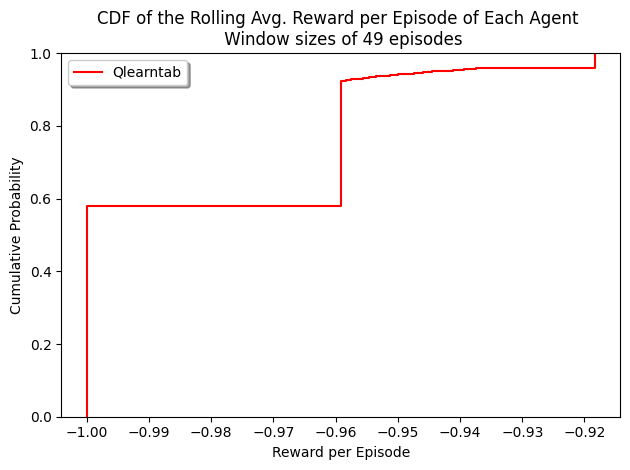 CDF of the Rolling Avg. Reward per Episode of Each Agent
Window sizes of 49 episodes
Qlearntab
Cumulative Probability
1.0
0.8
0.6
0.4
0.2
0.0
−1.00 −0.99 −0.98 −0.97 −0.96 −0.95 −0.94 −0.93 −0.92
Reward per Episode